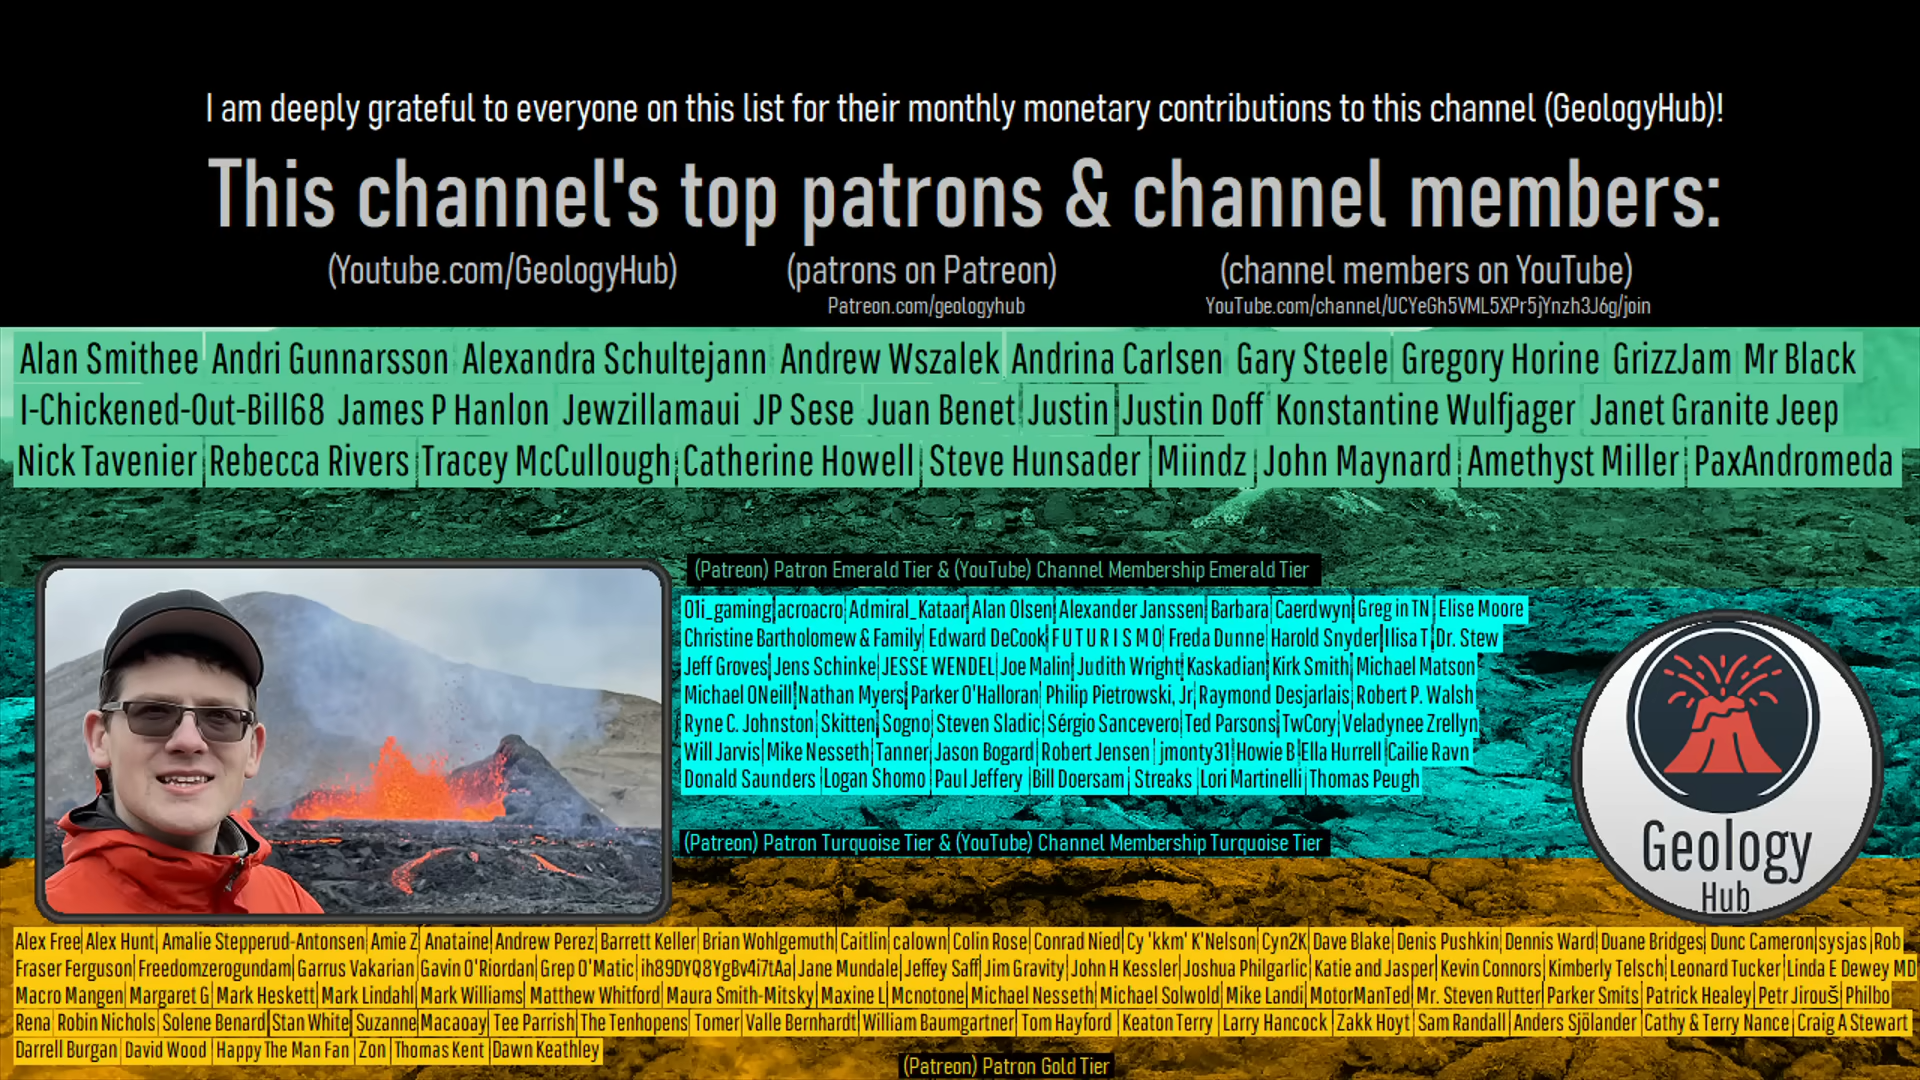 I am deeply grateful to everyone on this list for their monthly monetary contributions to this channel (GeologyHub)!
This channel's top patrons & channel members:
(Youtube.com/GeologyHub) (patrons on Patreon) (channel members on YouTube)
Patreon.com/geologyhub YouTube.com/channel/UCYeGh5VML5XPr5jYnzh3J6g/join
Alan Smithee Andri Gunnarsson Alexandra Schultejann Andrew Wszalek Andrina Carlsen Gary Steele Gregory Horine GrizzJam Mr Black
I-Chickened-Out-Bill68 James P Hanlon Jewzillamaui JP Sese Juan Benet Justin Justin Doff Konstantine Wulfjager Janet Granite Jeep
Nick Tavenier Rebecca Rivers Tracey McCullough Catherine Howell Steve Hunsader Miindz John Maynard Amethyst Miller PaxAndromeda
(Patreon) Patron Emerald Tier & (YouTube) Channel Membership Emerald Tier
01i_gaming acroacro Admiral_Kataar Alan Olsen Alexander Janssen Barbara Caerdwyn Greg in TN Elise Moore
Christine Bartholomew & Family Edward DeCook F U T U R I S M O Freda Dunne Harold Snyder Ilisa T Dr. Stew
Jeff Groves Jens Schinke JESSE WENDEL Joe Malin Judith Wright Kaskadian Kirk Smith Michael Matson
Michael ONeill Nathan Myers Parker O'Halloran Philip Pietrowski, Jr Raymond Desjarlais Robert P. Walsh
Ryne C. Johnston Skitten Sogno Steven Sladic Sérgio Sancevero Ted Parsons TwCory Veladynee Zrellyn
Will Jarvis Mike Nesseth Tanner Jason Bogard Robert Jensen jmonty31 Howie B Ella Hurrell Cailie Ravn
Donald Saunders Logan Shomo Paul Jeffery Bill Doersam Streaks Lori Martinelli Thomas Peugh
(Patreon) Patron Turquoise Tier & (YouTube) Channel Membership Turquoise Tier
Geology
Hub
Alex Free Alex Hunt Amalie Stepperud-Antonsen Amie Z Anataine Andrew Perez Barrett Keller Brian Wohlgemuth Caitlin calown Colin Rose Conrad Nied Cy 'kkm' K'Nelson Cyn2K Dave Blake Denis Pushkin Dennis Ward Duane Bridges Dunc Cameron sysjas Rob
Fraser Ferguson Freedomzerogundam Garrus Vakarian Gavin O'Riordan Grep O'Matic ih89DYQ8YgBv4i7tAa Jane Mundale Jeffey Saff Jim Gravity John H Kessler Joshua Philgarlic Katie and Jasper Kevin Connors Kimberly Telsch Leonard Tucker Linda E Dewey MD
Macro Mangen Margaret G Mark Heskett Mark Lindahl Mark Williams Matthew Whitford Maura Smith-Mitsky Maxine L Mcnotone Michael Nesseth Michael Solwold Mike Landi MotorManTed Mr. Steven Rutter Parker Smits Patrick Healey Petr Jirouš Philbo
Rena Robin Nichols Solene Benard Stan White Suzanne Macaoay Tee Parrish The Tenhopens Tomer Valle Bernhardt William Baumgartner Tom Hayford Keaton Terry Larry Hancock Zakk Hoyt Sam Randall Anders Sjölander Cathy & Terry Nance Craig A Stewart
Darrell Burgan David Wood Happy The Man Fan Zon Thomas Kent Dawn Keathley
(Patreon) Patron Gold Tier